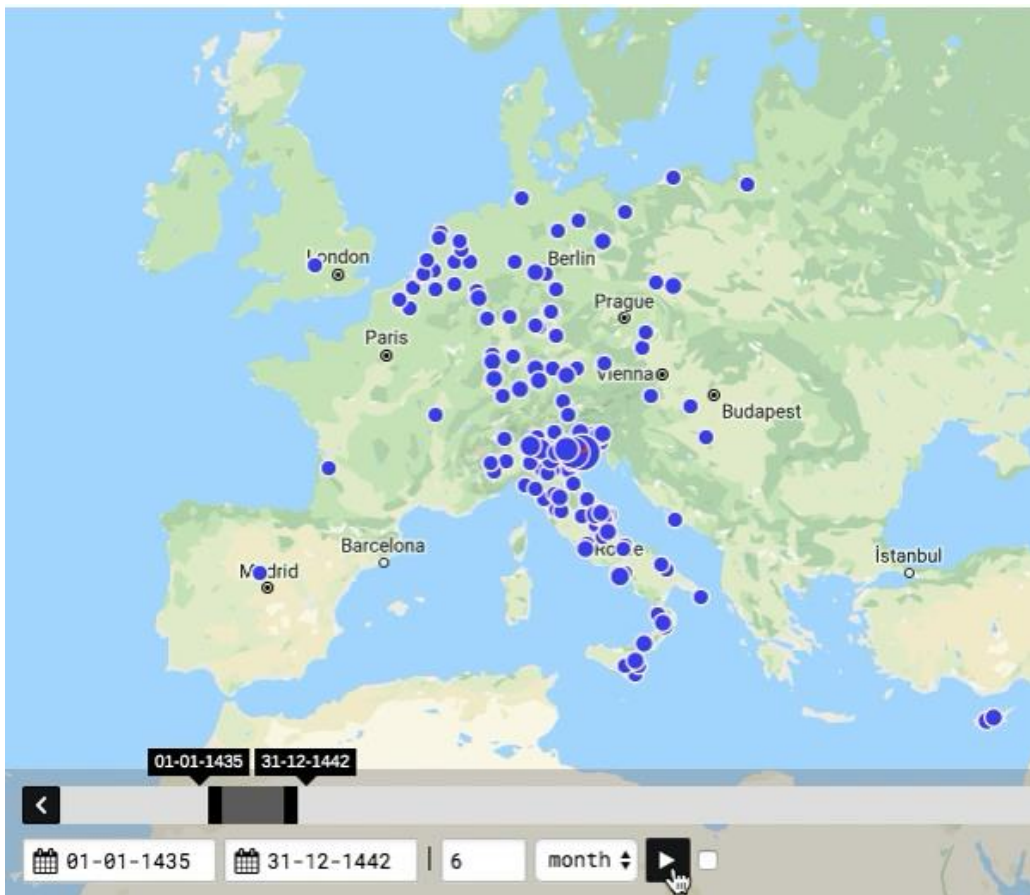 London
Berlin
Prague
Paris
Vienna
Budapest
Barcelona
Rome
İstanbul
Madrid
01-01-1435 31-12-1442
01-01-1435 31-12-1442 | 6 month